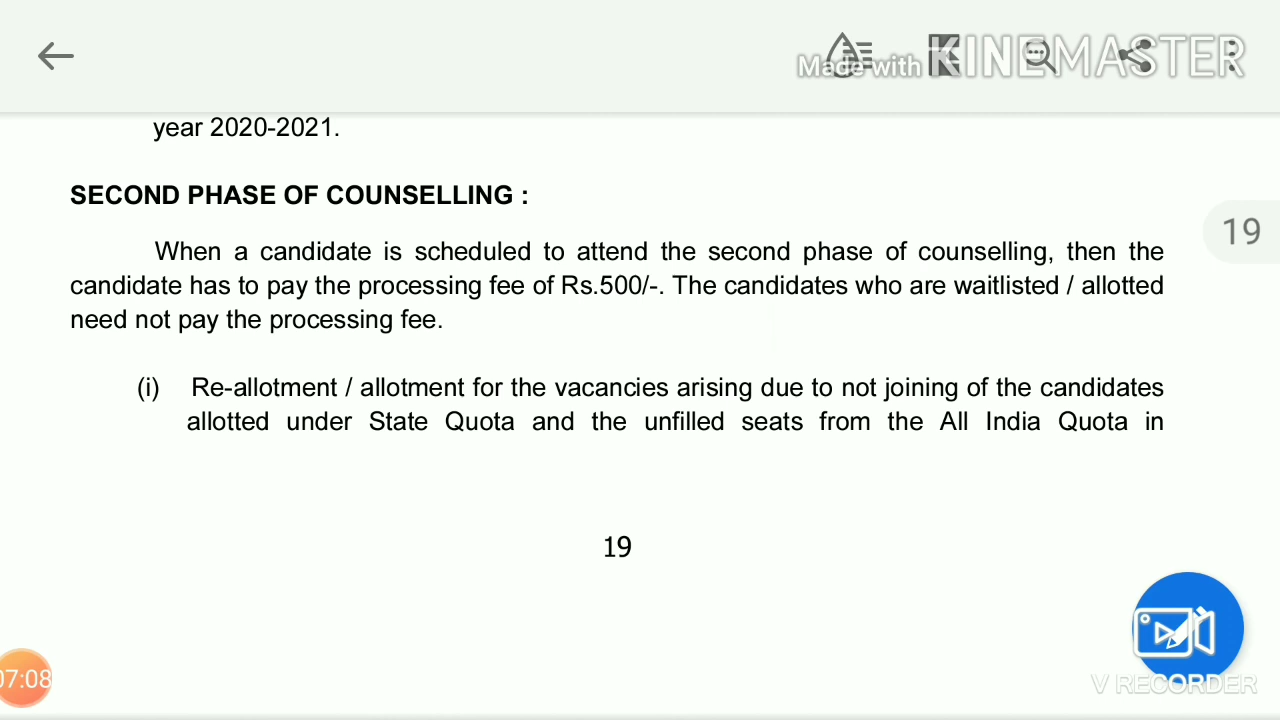 Made with KINEMASTER
year 2020-2021.
SECOND PHASE OF COUNSELLING :
19
When a candidate is scheduled to attend the second phase of counselling, then the
candidate has to pay the processing fee of Rs.500/-. The candidates who are waitlisted / allotted
need not pay the processing fee.
(i) Re-allotment / allotment for the vacancies arising due to not joining of the candidates
allotted under State Quota and the unfilled seats from the All India Quota in
19
07:08
V RECORDER